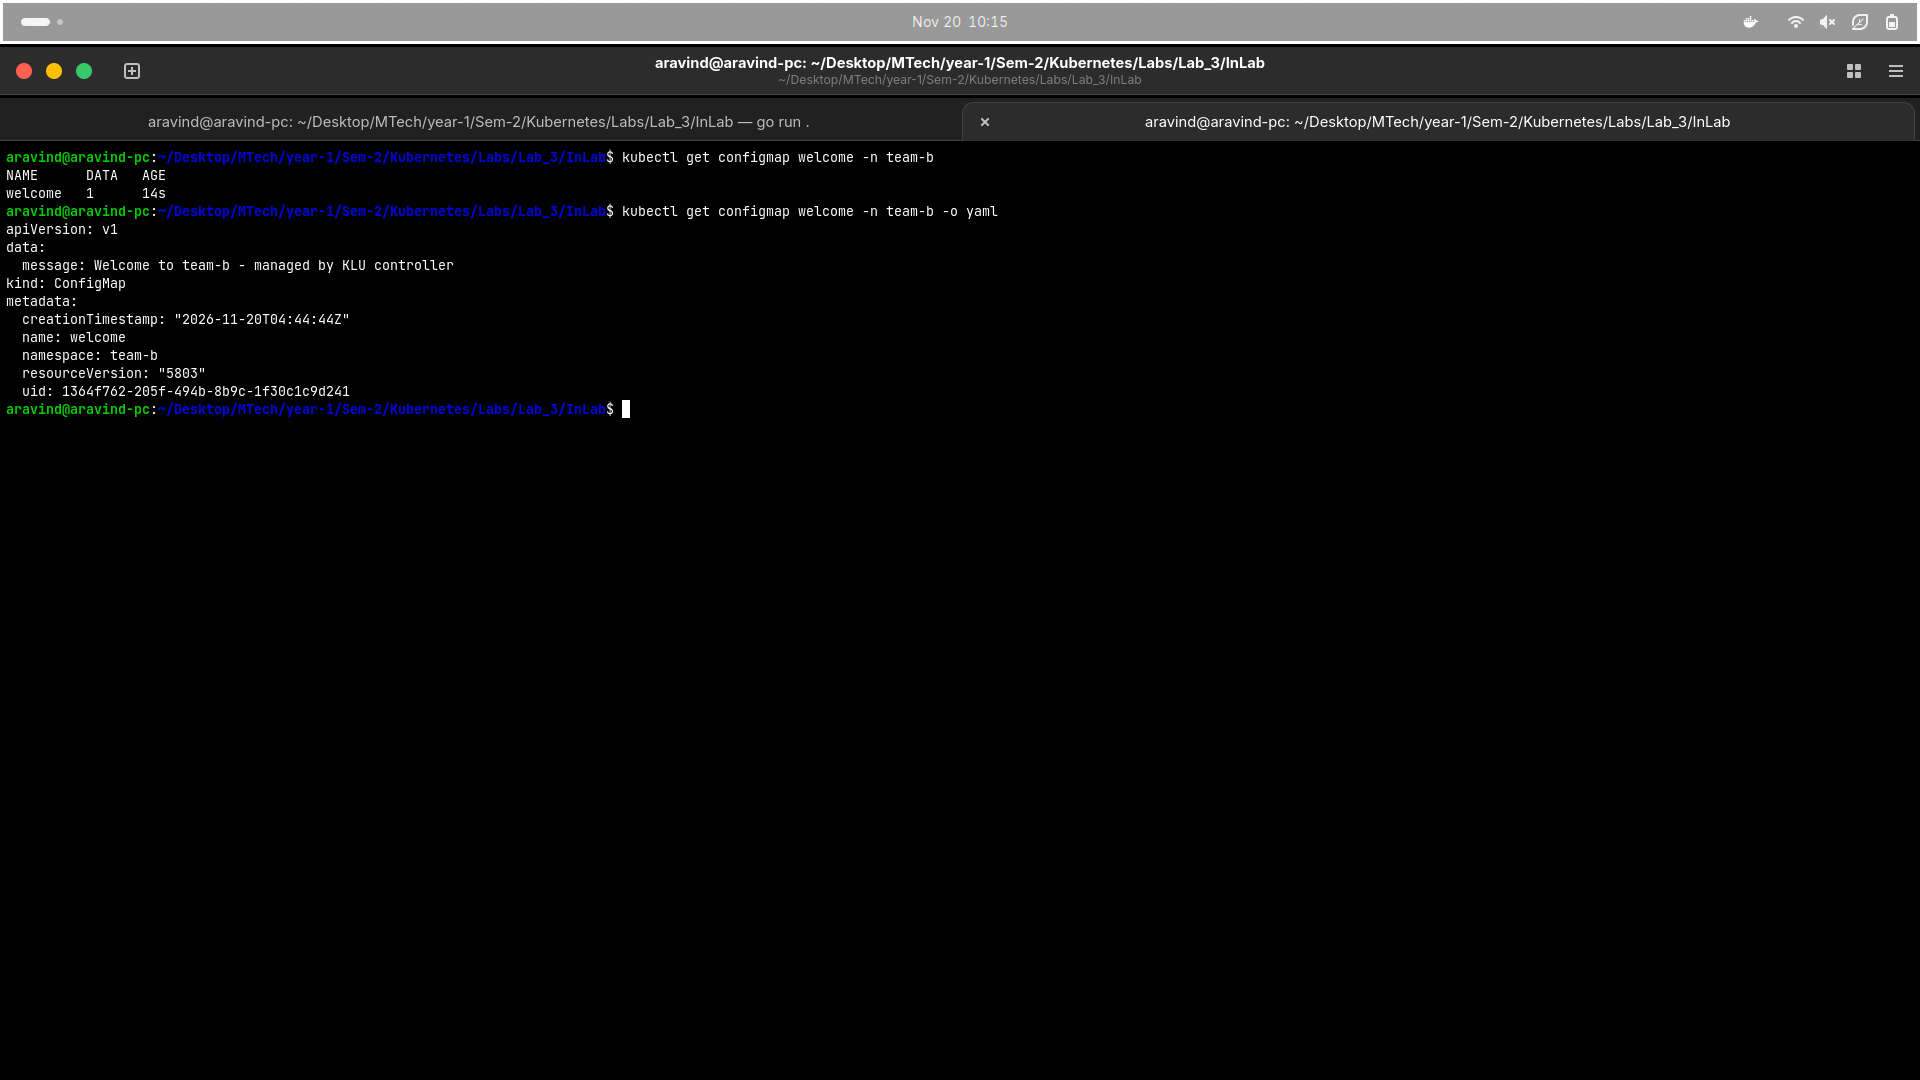 Nov 20 10:15
aravind@aravind-pc: ~/Desktop/MTech/year-1/Sem-2/Kubernetes/Labs/Lab_3/InLab
~/Desktop/MTech/year-1/Sem-2/Kubernetes/Labs/Lab_3/InLab
aravind@aravind-pc: ~/Desktop/MTech/year-1/Sem-2/Kubernetes/Labs/Lab_3/InLab — go run .
aravind@aravind-pc: ~/Desktop/MTech/year-1/Sem-2/Kubernetes/Labs/Lab_3/InLab
aravind@aravind-pc:~/Desktop/MTech/year-1/Sem-2/Kubernetes/Labs/Lab_3/InLab$ kubectl get configmap welcome -n team-b
NAME      DATA   AGE
welcome   1      14s
aravind@aravind-pc:~/Desktop/MTech/year-1/Sem-2/Kubernetes/Labs/Lab_3/InLab$ kubectl get configmap welcome -n team-b -o yaml
apiVersion: v1
data:
  message: Welcome to team-b - managed by KLU controller
kind: ConfigMap
metadata:
  creationTimestamp: "2026-11-20T04:44:44Z"
  name: welcome
  namespace: team-b
  resourceVersion: "5803"
  uid: 1364f762-205f-494b-8b9c-1f30c1c9d241
aravind@aravind-pc:~/Desktop/MTech/year-1/Sem-2/Kubernetes/Labs/Lab_3/InLab$